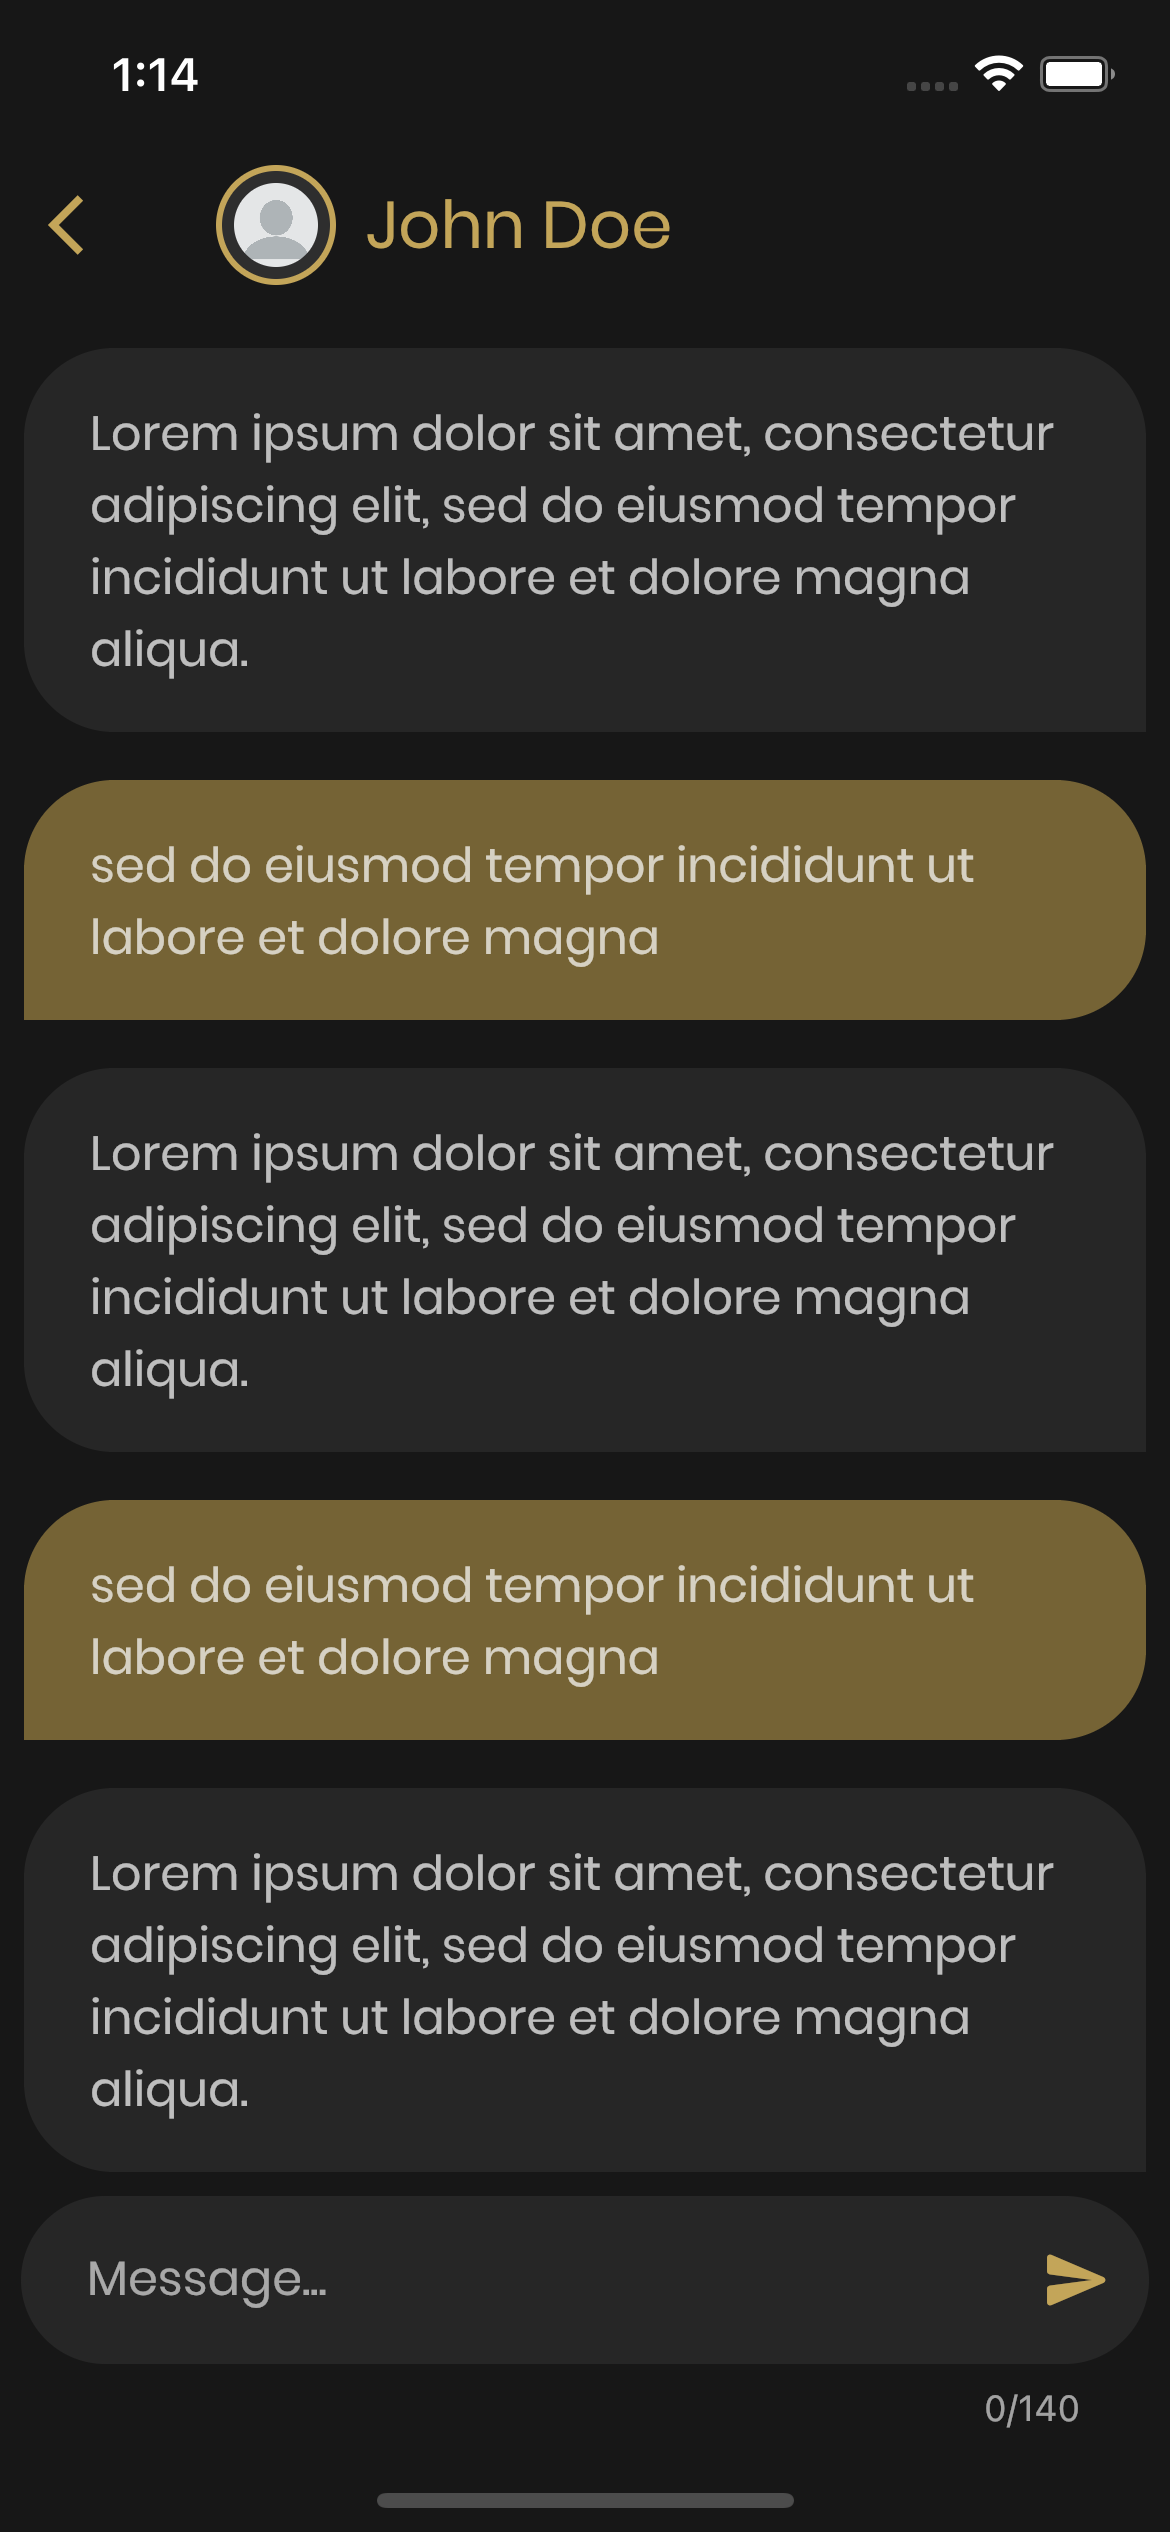 1:14
John Doe
Lorem ipsum dolor sit amet, consectetur
adipiscing elit, sed do eiusmod tempor
incididunt ut labore et dolore magna
aliqua.
sed do eiusmod tempor incididunt ut
labore et dolore magna
Lorem ipsum dolor sit amet, consectetur
adipiscing elit, sed do eiusmod tempor
incididunt ut labore et dolore magna
aliqua.
sed do eiusmod tempor incididunt ut
labore et dolore magna
Lorem ipsum dolor sit amet, consectetur
adipiscing elit, sed do eiusmod tempor
incididunt ut labore et dolore magna
aliqua.
Message...
0/140